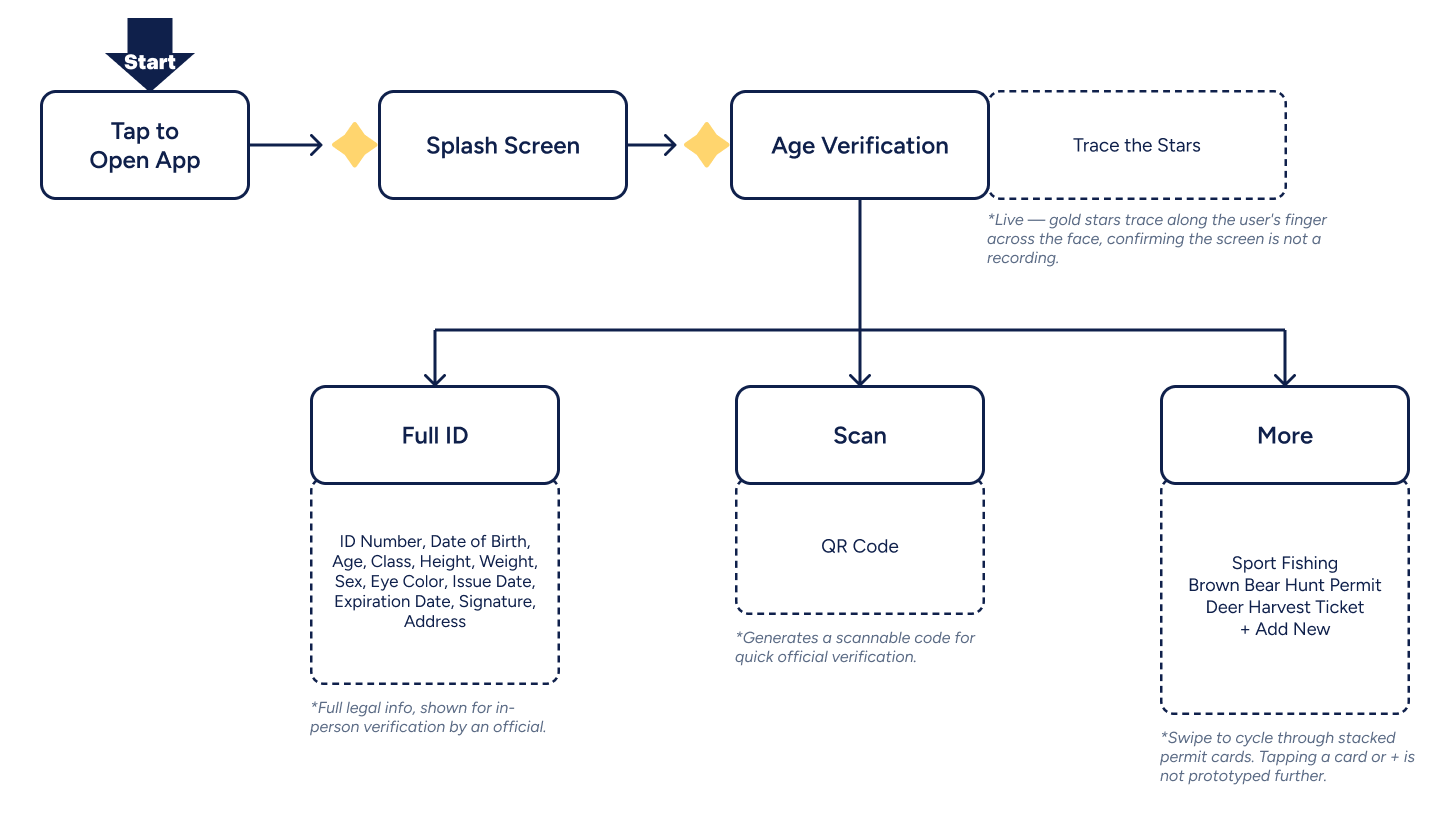 Start
Tap to
Open App
Splash Screen
Age Verification
Trace the Stars
*Live — gold stars trace along the user's finger
across the face, confirming the screen is not a
recording.
Full ID
ID Number, Date of Birth,
Age, Class, Height, Weight,
Sex, Eye Color, Issue Date,
Expiration Date, Signature,
Address
*Full legal info, shown for in-
person verification by an official.
Scan
QR Code
*Generates a scannable code for
quick official verification.
More
Sport Fishing
Brown Bear Hunt Permit
Deer Harvest Ticket
+ Add New
*Swipe to cycle through stacked
permit cards. Tapping a card or + is
not prototyped further.